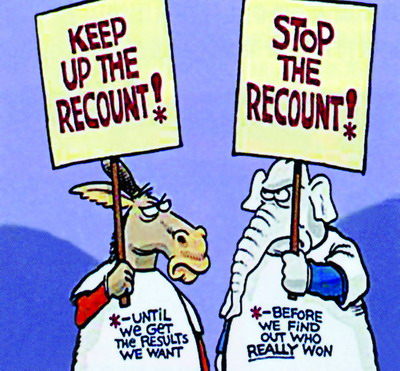 KEEP
UP THE
RECOUNT!*
STOP
THE
RECOUNT!*
*-UNTIL
WE GET
THE RESULTS
WE WANT
*-BEFORE
WE FIND
OUT WHO
REALLY WON